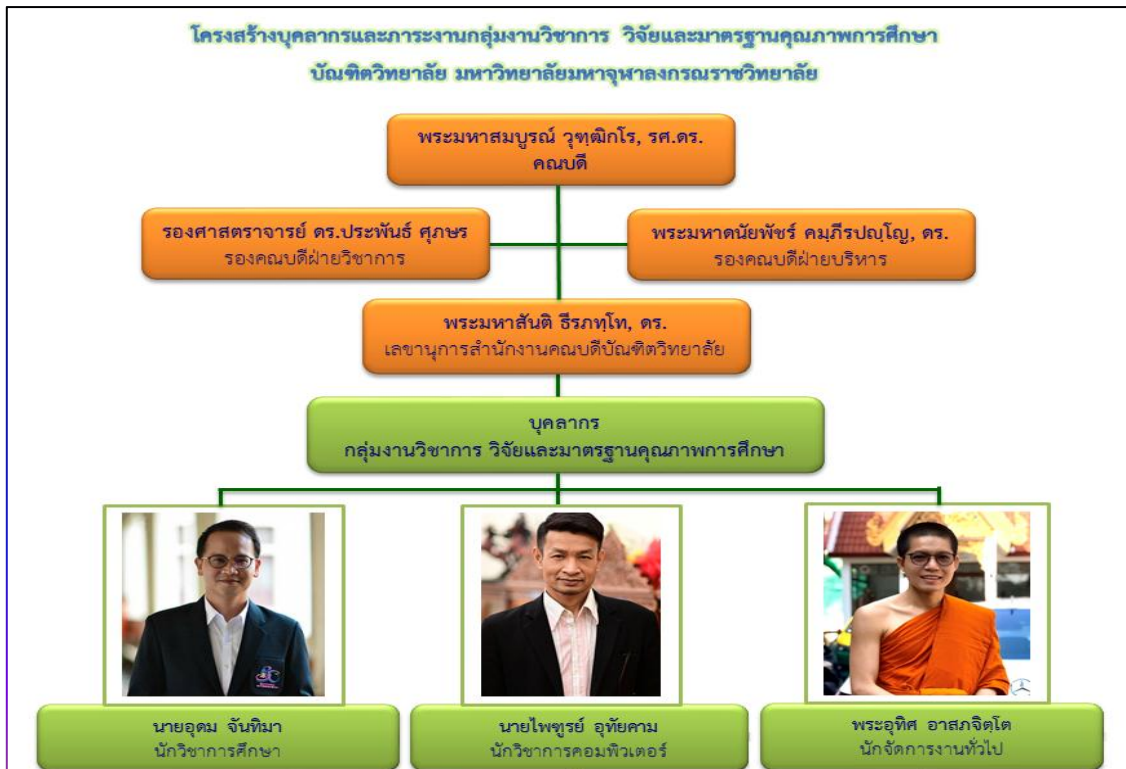 โครงสร้างบุคลากรและภาระงานกลุ่มงานวิชาการ วิจัยและมาตรฐานคุณภาพการศึกษา
บัณฑิตวิทยาลัย มหาวิทยาลัยมหาจุฬาลงกรณราชวิทยาลัย
พระมหาสมบูรณ์ วุฑฺฒิกโร, รศ.ดร.
คณบดี
รองศาสตราจารย์ ดร.ประพันธ์ ศุภษร
รองคณบดีฝ่ายวิชาการ
พระมหาดนัยพัชร์ คมฺภีรปญฺโญ, ดร.
รองคณบดีฝ่ายบริหาร
พระมหาสันติ ธีรภทฺโท, ดร.
เลขานุการสำนักงานคณบดีบัณฑิตวิทยาลัย
บุคลากร
กลุ่มงานวิชาการ วิจัยและมาตรฐานคุณภาพการศึกษา
นายอุดม จันทิมา
นักวิชาการศึกษา
นายไพฑูรย์ อุทัยคาม
นักวิชาการคอมพิวเตอร์
พระอุทิศ อาสภจิตฺโต
นักจัดการงานทั่วไป